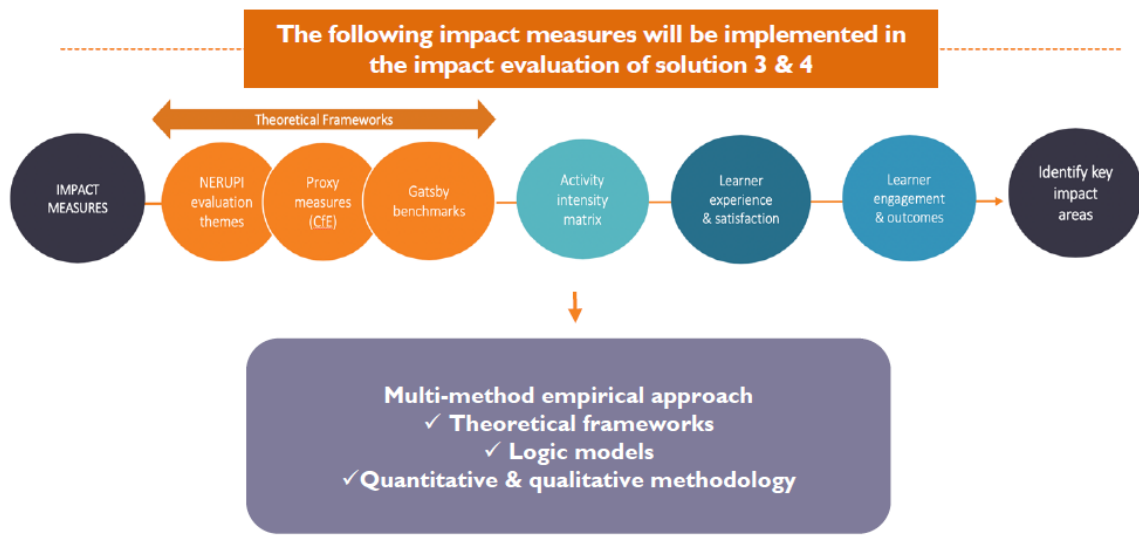 The following impact measures will be implemented in
the impact evaluation of solution 3 & 4
Theoretical Frameworks
IMPACT
MEASURES
NERUPI
evaluation
themes
Proxy
measures
(CfE)
Gatsby
benchmarks
Activity
intensity
matrix
Learner
experience
& satisfaction
Learner
engagement
& outcomes
Identify key
impact
areas
Multi-method empirical approach
✓ Theoretical frameworks
✓ Logic models
✓Quantitative & qualitative methodology